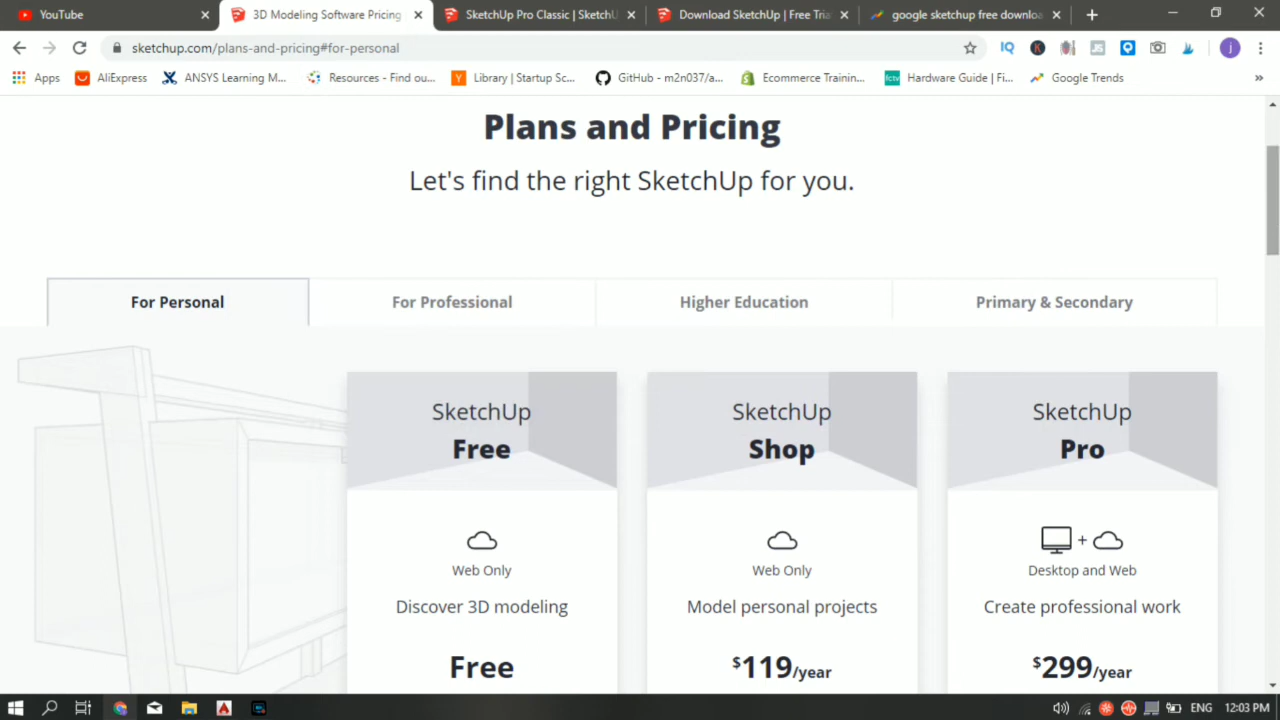 YouTube
3D Modeling Software Pricing
SketchUp Pro Classic | SketchU
Download SketchUp | Free Tria
google sketchup free downloa
sketchup.com/plans-and-pricing#for-personal
IQ
K
JS
j
Apps
AliExpress
ANSYS Learning M...
Resources - Find ou...
Library | Startup Sc...
GitHub - m2n037/a...
Ecommerce Trainin...
Hardware Guide | Fi...
Google Trends
»
Plans and Pricing
Let's find the right SketchUp for you.
For Personal
For Professional
Higher Education
Primary & Secondary
SketchUp
Free
Web Only
Discover 3D modeling
Free
SketchUp
Shop
Web Only
Model personal projects
$119/year
SketchUp
Pro
+
Desktop and Web
Create professional work
$299/year
ENG
12:03 PM